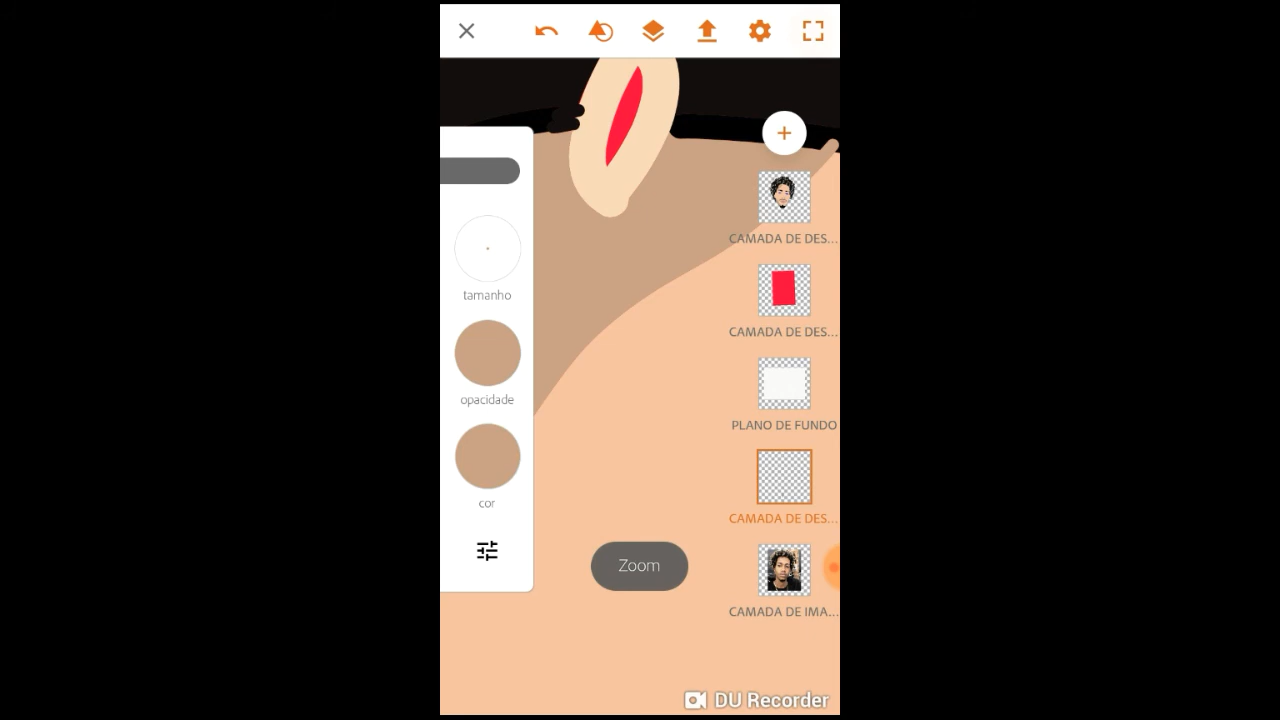 tamanho
opacidade
cor
CAMADA DE DES...
CAMADA DE DES...
PLANO DE FUNDO
CAMADA DE DES...
CAMADA DE IMA...
Zoom
DU Recorder